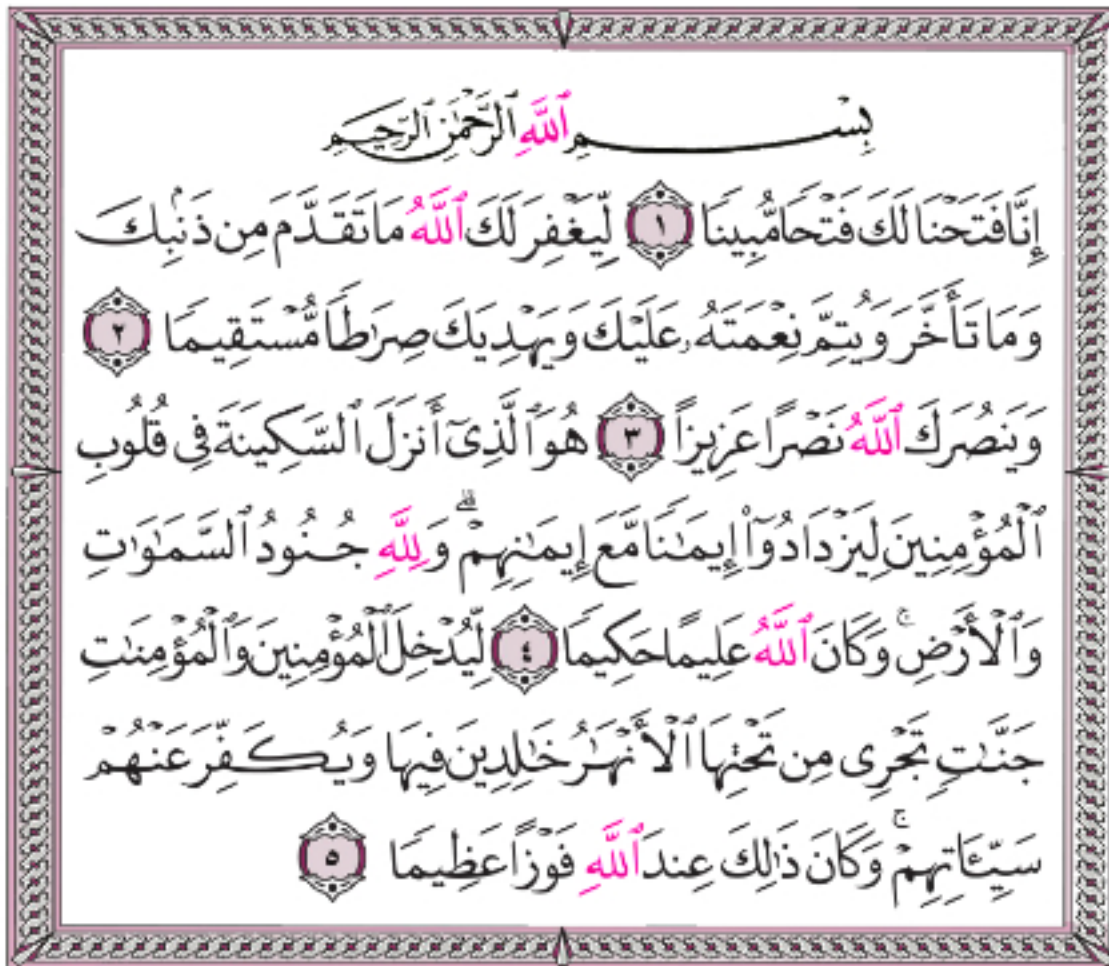 بِسْمِ ٱللَّهِ ٱلرَّحْمَٰنِ ٱلرَّحِيمِ
إِنَّا فَتَحْنَا لَكَ فَتْحًا مُّبِينًا ١ لِّيَغْفِرَ لَكَ ٱللَّهُ مَا تَقَدَّمَ مِن ذَنۢبِكَ
وَمَا تَأَخَّرَ وَيُتِمَّ نِعْمَتَهُۥ عَلَيْكَ وَيَهْدِيَكَ صِرَٰطًا مُّسْتَقِيمًا ٢
وَيَنصُرَكَ ٱللَّهُ نَصْرًا عَزِيزًا ٣ هُوَ ٱلَّذِىٓ أَنزَلَ ٱلسَّكِينَةَ فِى قُلُوبِ
ٱلْمُؤْمِنِينَ لِيَزْدَادُوٓا۟ إِيمَٰنًا مَّعَ إِيمَٰنِهِمْ ۗ وَلِلَّهِ جُنُودُ ٱلسَّمَٰوَٰتِ
وَٱلْأَرْضِ ۚ وَكَانَ ٱللَّهُ عَلِيمًا حَكِيمًا ٤ لِّيُدْخِلَ ٱلْمُؤْمِنِينَ وَٱلْمُؤْمِنَٰتِ
جَنَّٰتٍ تَجْرِى مِن تَحْتِهَا ٱلْأَنْهَٰرُ خَٰلِدِينَ فِيهَا وَيُكَفِّرَ عَنْهُمْ
سَيِّـَٔاتِهِمْ ۚ وَكَانَ ذَٰلِكَ عِندَ ٱللَّهِ فَوْزًا عَظِيمًا ٥